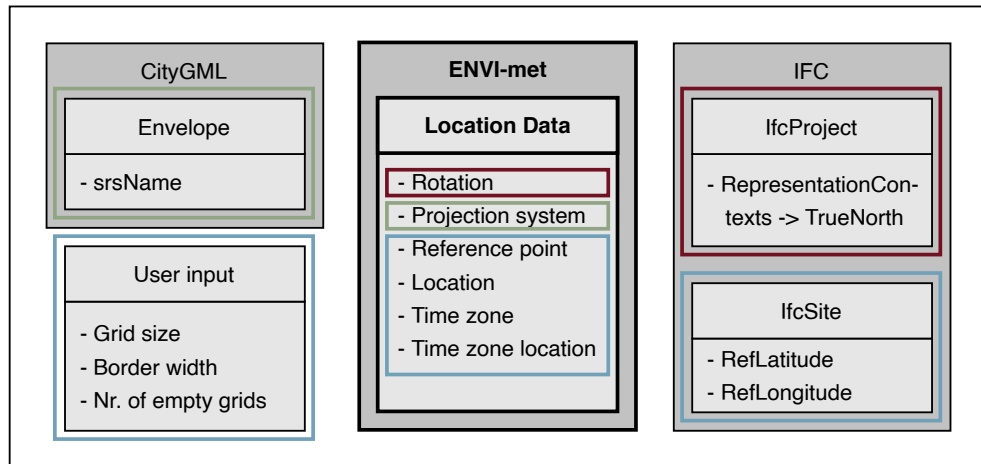 CityGML
Envelope
- srsName
User input
- Grid size
- Border width
- Nr. of empty grids
ENVI-met
Location Data
- Rotation
- Projection system
- Reference point
- Location
- Time zone
- Time zone location
IFC
IfcProject
- RepresentationCon-
texts -> TrueNorth
IfcSite
- RefLatitude
- RefLongitude